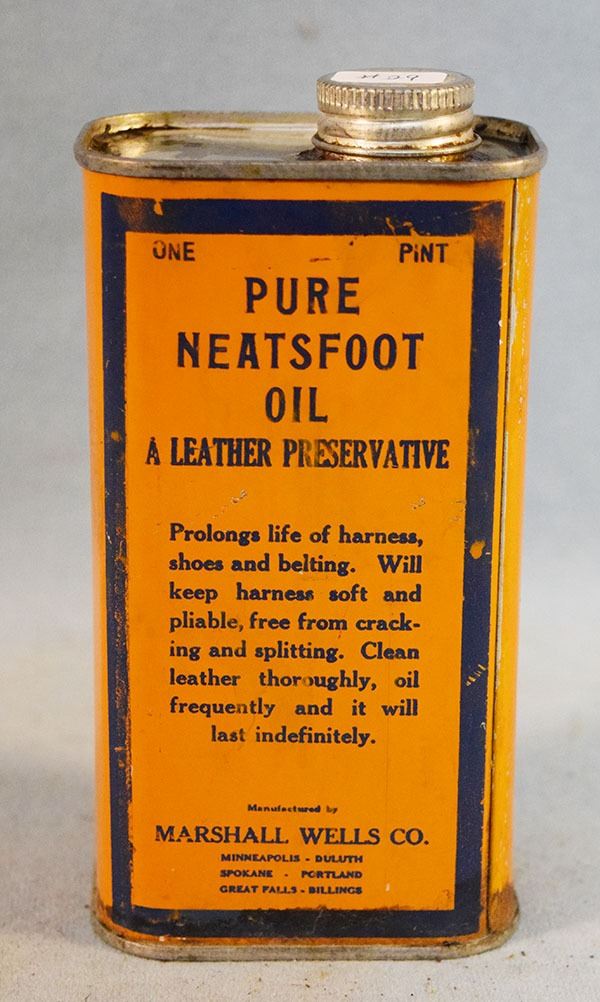 ONE PINT
PURE
NEATSFOOT
OIL
A LEATHER PRESERVATIVE
Prolongs life of harness,
shoes and belting. Will
keep harness soft and
pliable, free from crack-
ing and splitting. Clean
leather thoroughly, oil
frequently and it will
last indefinitely.
Manufactured by
MARSHALL WELLS CO.
MINNEAPOLIS - DULUTH
SPOKANE - PORTLAND
GREAT FALLS - BILLINGS